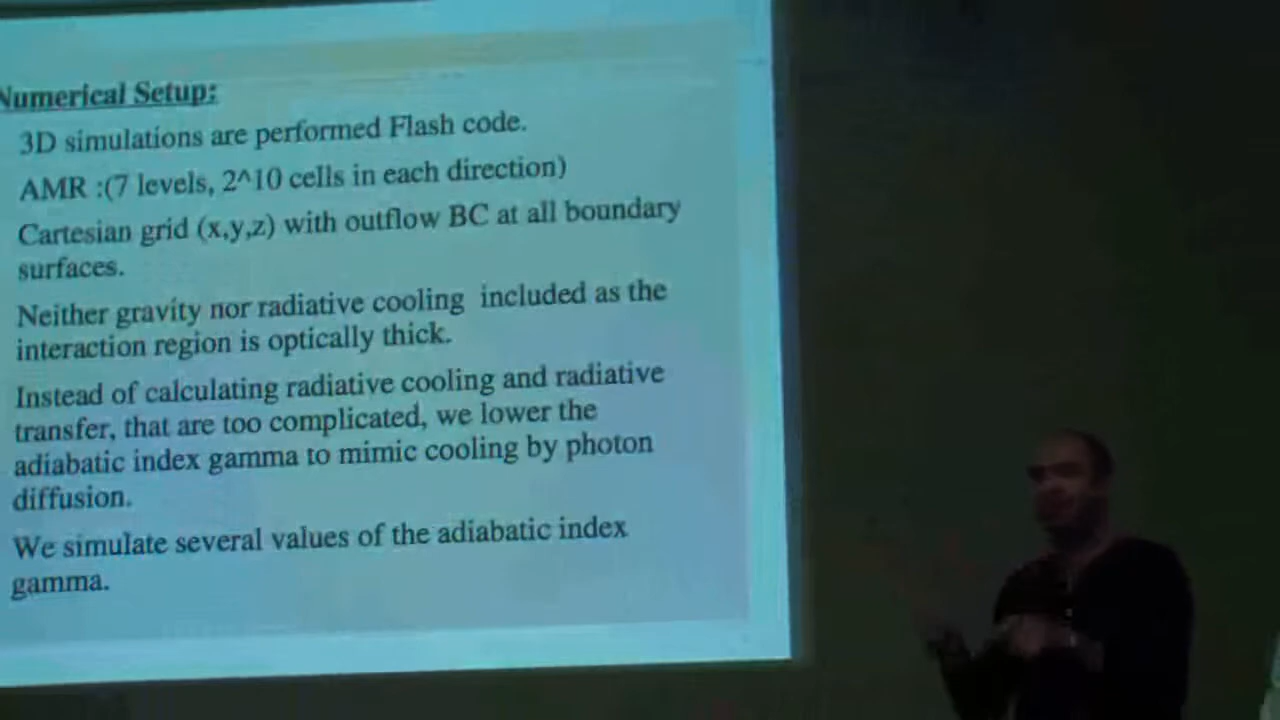 Numerical Setup:
3D simulations are performed Flash code.
AMR :(7 levels, 2^10 cells in each direction)
Cartesian grid (x,y,z) with outflow BC at all boundary
surfaces.
Neither gravity nor radiative cooling included as the
interaction region is optically thick.
Instead of calculating radiative cooling and radiative
transfer, that are too complicated, we lower the
adiabatic index gamma to mimic cooling by photon
diffusion.
We simulate several values of the adiabatic index
gamma.